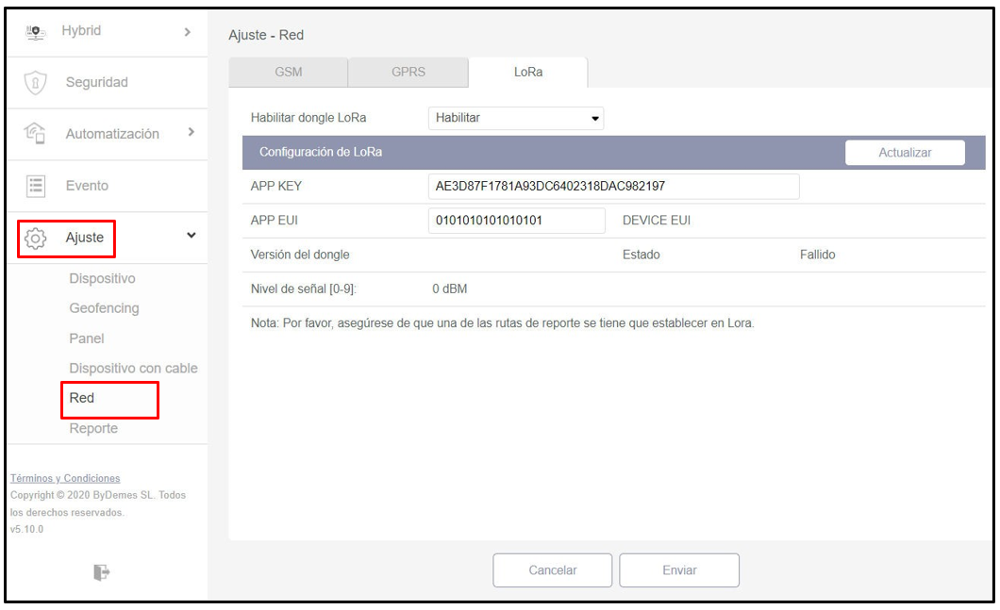 Hybrid
Seguridad
Automatización
Evento
Ajuste
Dispositivo
Geofencing
Panel
Dispositivo con cable
Red
Reporte
Términos y Condiciones
Copyright © 2020 ByDemes SL. Todos
los derechos reservados.
v5.10.0
Ajuste - Red
GSM GPRS LoRa
Habilitar dongle LoRa Habilitar
Configuración de LoRa Actualizar
APP KEY AE3D87F1781A93DC6402318DAC982197
APP EUI 0101010101010101 DEVICE EUI
Versión del dongle Estado Fallido
Nivel de señal [0-9]: 0 dBM
Nota: Por favor, asegúrese de que una de las rutas de reporte se tiene que establecer en Lora.
Cancelar Enviar